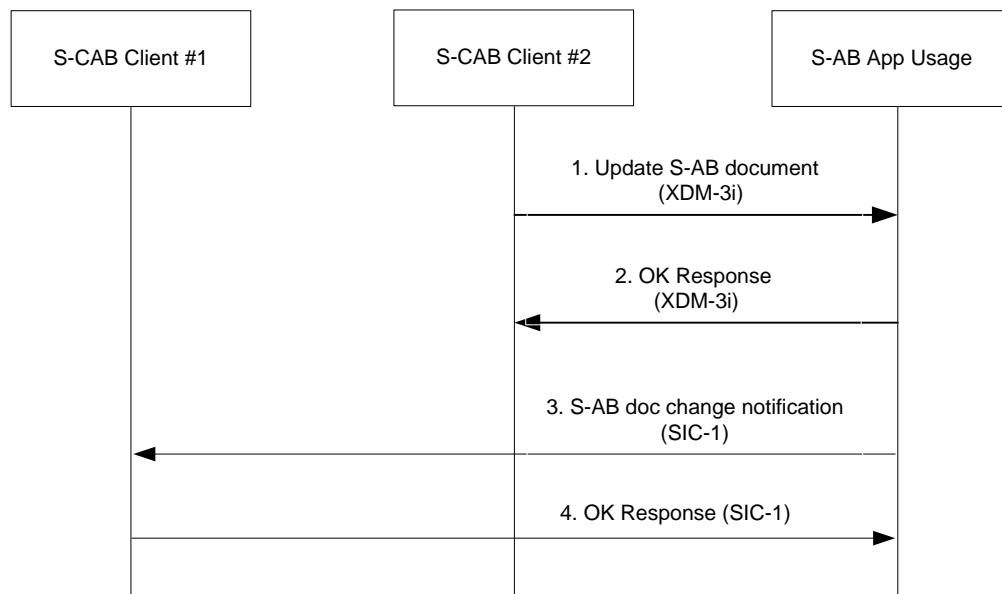 S-CAB Client #1
S-CAB Client #2
S-AB App Usage
1. Update S-AB document
(XDM-3i)
2. OK Response
(XDM-3i)
3. S-AB doc change notification
(SIC-1)
4. OK Response (SIC-1)